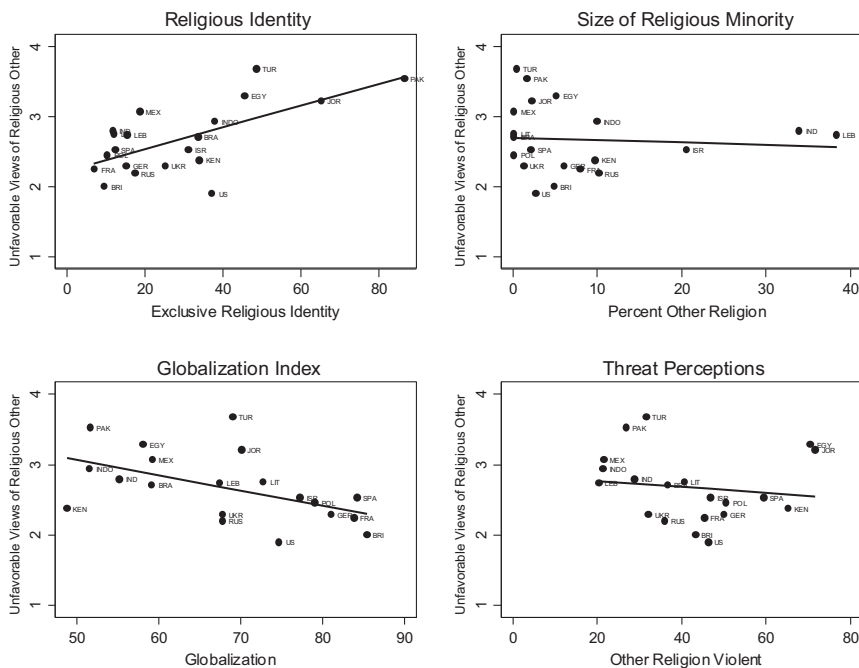 Religious Identity
Unfavorable Views of Religious Other
4
3
2
1
TUR
PAK
EGY
JOR
MEX
INDO
IND
LEB
BRA
SPA
ISR
POL
KEN
GER
UKR
FRA
RUS
BRI
US
0 20 40 60 80
Exclusive Religious Identity
Size of Religious Minority
Unfavorable Views of Religious Other
4
3
2
1
TUR
PAK
EGY
JOR
MEX
INDO
LIT
IND
BRA
LEB
SPA
ISR
POL
KEN
UKR
GER
FRA
RUS
BRI
US
0 10 20 30 40
Percent Other Religion
Globalization Index
Unfavorable Views of Religious Other
4
3
2
1
TUR
PAK
EGY
JOR
MEX
INDO
IND
BRA
LEB
LIT
ISR
SPA
POL
KEN
UKR
GER
FRA
RUS
BRI
US
50 60 70 80 90
Globalization
Threat Perceptions
Unfavorable Views of Religious Other
4
3
2
1
TUR
PAK
EGY
JOR
MEX
INDO
IND
LEB
LIT
ISR
SPA
POL
KEN
UKR
GER
RUS
FRA
BRI
US
0 20 40 60 80
Other Religion Violent